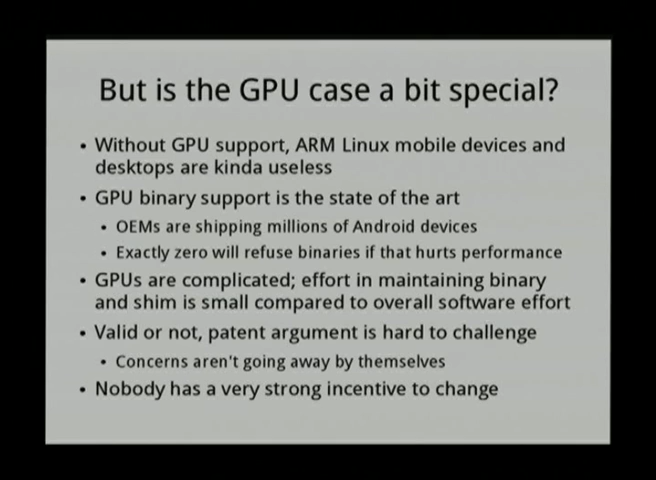 But is the GPU case a bit special?
• Without GPU support, ARM Linux mobile devices and
desktops are kinda useless
• GPU binary support is the state of the art
• OEMs are shipping millions of Android devices
• Exactly zero will refuse binaries if that hurts performance
• GPUs are complicated; effort in maintaining binary
and shim is small compared to overall software effort
• Valid or not, patent argument is hard to challenge
• Concerns aren't going away by themselves
• Nobody has a very strong incentive to change